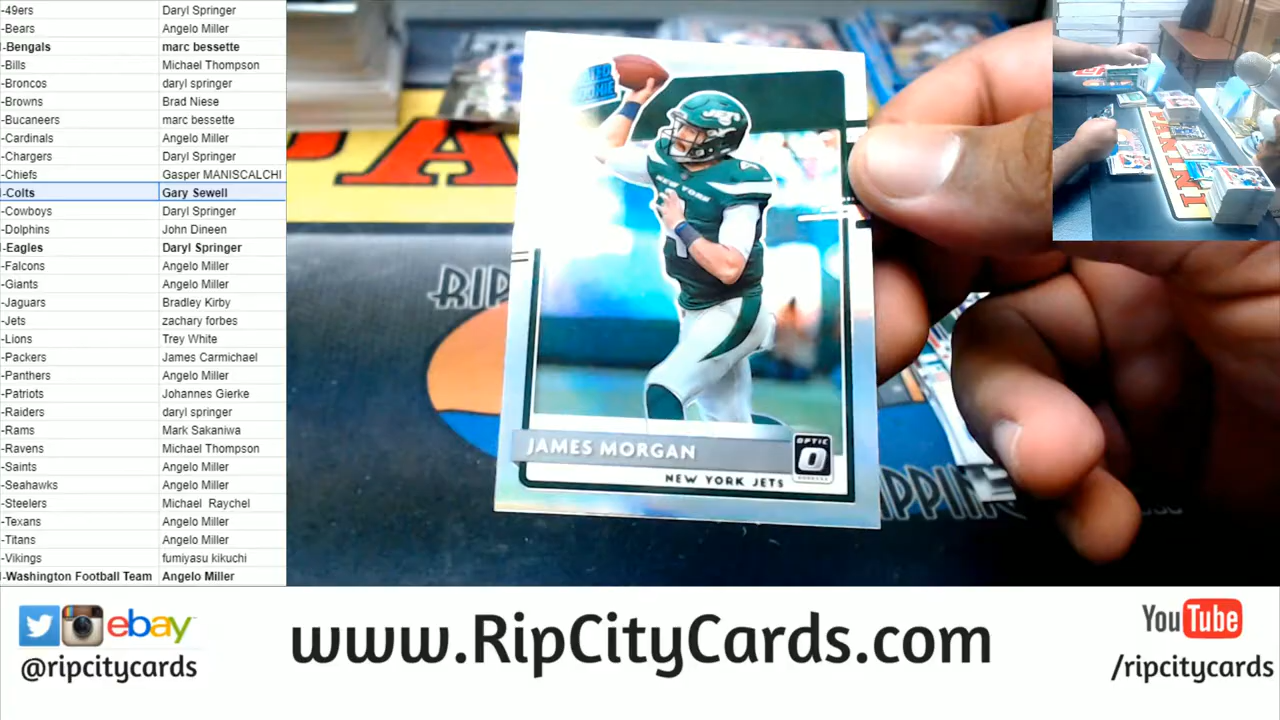 -49ers Daryl Springer
-Bears Angelo Miller
-Bengals marc bessette
-Bills Michael Thompson
-Broncos daryl springer
-Browns Brad Niese
-Bucaneers marc bessette
-Cardinals Angelo Miller
-Chargers Daryl Springer
-Chiefs Gasper MANISCALCHI
-Colts Gary Sewell
-Cowboys Daryl Springer
-Dolphins John Dineen
-Eagles Daryl Springer
-Falcons Angelo Miller
-Giants Angelo Miller
-Jaguars Bradley Kirby
-Jets zachary forbes
-Lions Trey White
-Packers James Carmichael
-Panthers Angelo Miller
-Patriots Johannes Gierke
-Raiders daryl springer
-Rams Mark Sakaniwa
-Ravens Michael Thompson
-Saints Angelo Miller
-Seahawks Angelo Miller
-Steelers Michael Raychel
-Texans Angelo Miller
-Titans Angelo Miller
-Vikings fumiyasu kikuchi
-Washington Football Team Angelo Miller
NEW YORK
JAMES MORGAN
OPTIC
NEW YORK JETS
RIP
PANINI
ebay
@ripcitycards
www.RipCityCards.com
YouTube
/ripcitycards